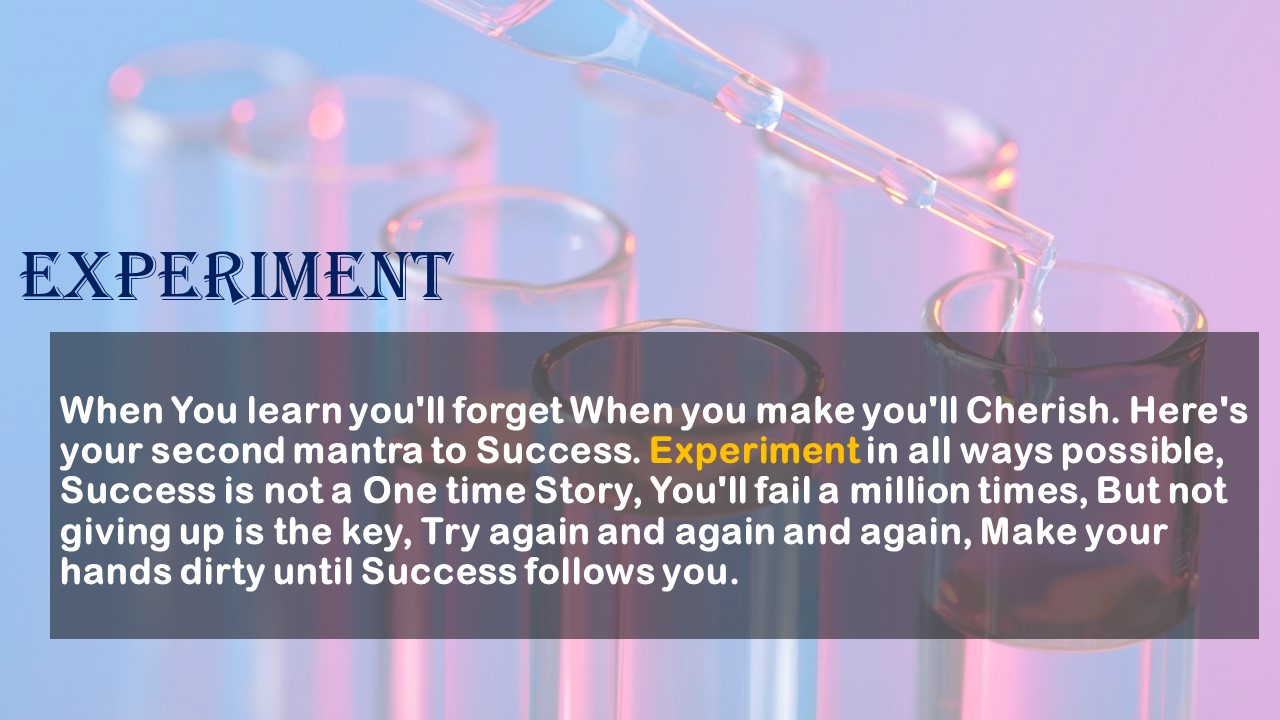 EXPERIMENT
When You learn you'll forget When you make you'll Cherish. Here's
your second mantra to Success. Experiment in all ways possible,
Success is not a One time Story, You'll fail a million times, But not
giving up is the key, Try again and again and again, Make your
hands dirty until Success follows you.